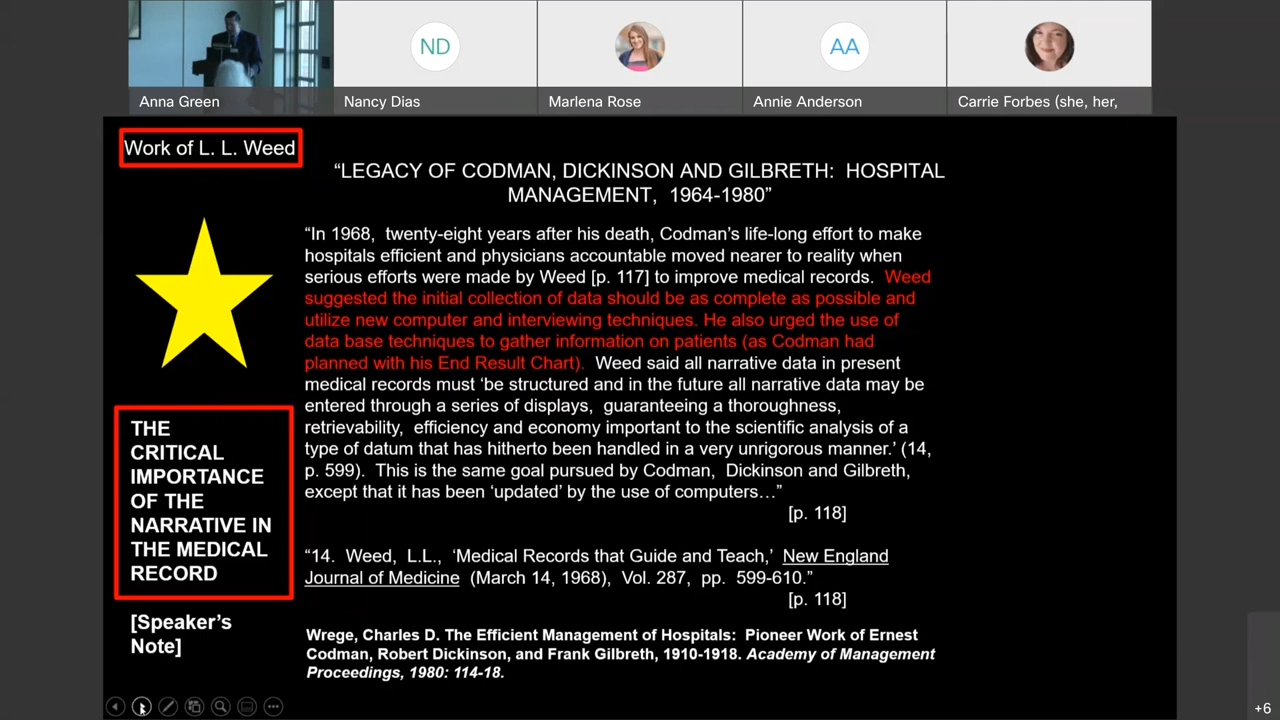 ND
AA
Anna Green
Nancy Dias
Marlena Rose
Annie Anderson
Carrie Forbes (she, her,
Work of L. L. Weed
“LEGACY OF CODMAN, DICKINSON AND GILBRETH: HOSPITAL
MANAGEMENT, 1964-1980”
“In 1968, twenty-eight years after his death, Codman’s life-long effort to make
hospitals efficient and physicians accountable moved nearer to reality when
serious efforts were made by Weed [p. 117] to improve medical records. Weed
suggested the initial collection of data should be as complete as possible and
utilize new computer and interviewing techniques. He also urged the use of
data base techniques to gather information on patients (as Codman had
planned with his End Result Chart). Weed said all narrative data in present
medical records must ‘be structured and in the future all narrative data may be
entered through a series of displays, guaranteeing a thoroughness,
retrievability, efficiency and economy important to the scientific analysis of a
type of datum that has hitherto been handled in a very unrigorous manner.’ (14,
p. 599). This is the same goal pursued by Codman, Dickinson and Gilbreth,
except that it has been ‘updated’ by the use of computers…”
[p. 118]
“14. Weed, L.L., ‘Medical Records that Guide and Teach,’ New England
Journal of Medicine (March 14, 1968), Vol. 287, pp. 599-610.”
[p. 118]
Wrege, Charles D. The Efficient Management of Hospitals: Pioneer Work of Ernest
Codman, Robert Dickinson, and Frank Gilbreth, 1910-1918. Academy of Management
Proceedings, 1980: 114-18.
THE
CRITICAL
IMPORTANCE
OF THE
NARRATIVE IN
THE MEDICAL
RECORD
[Speaker’s
Note]
+6